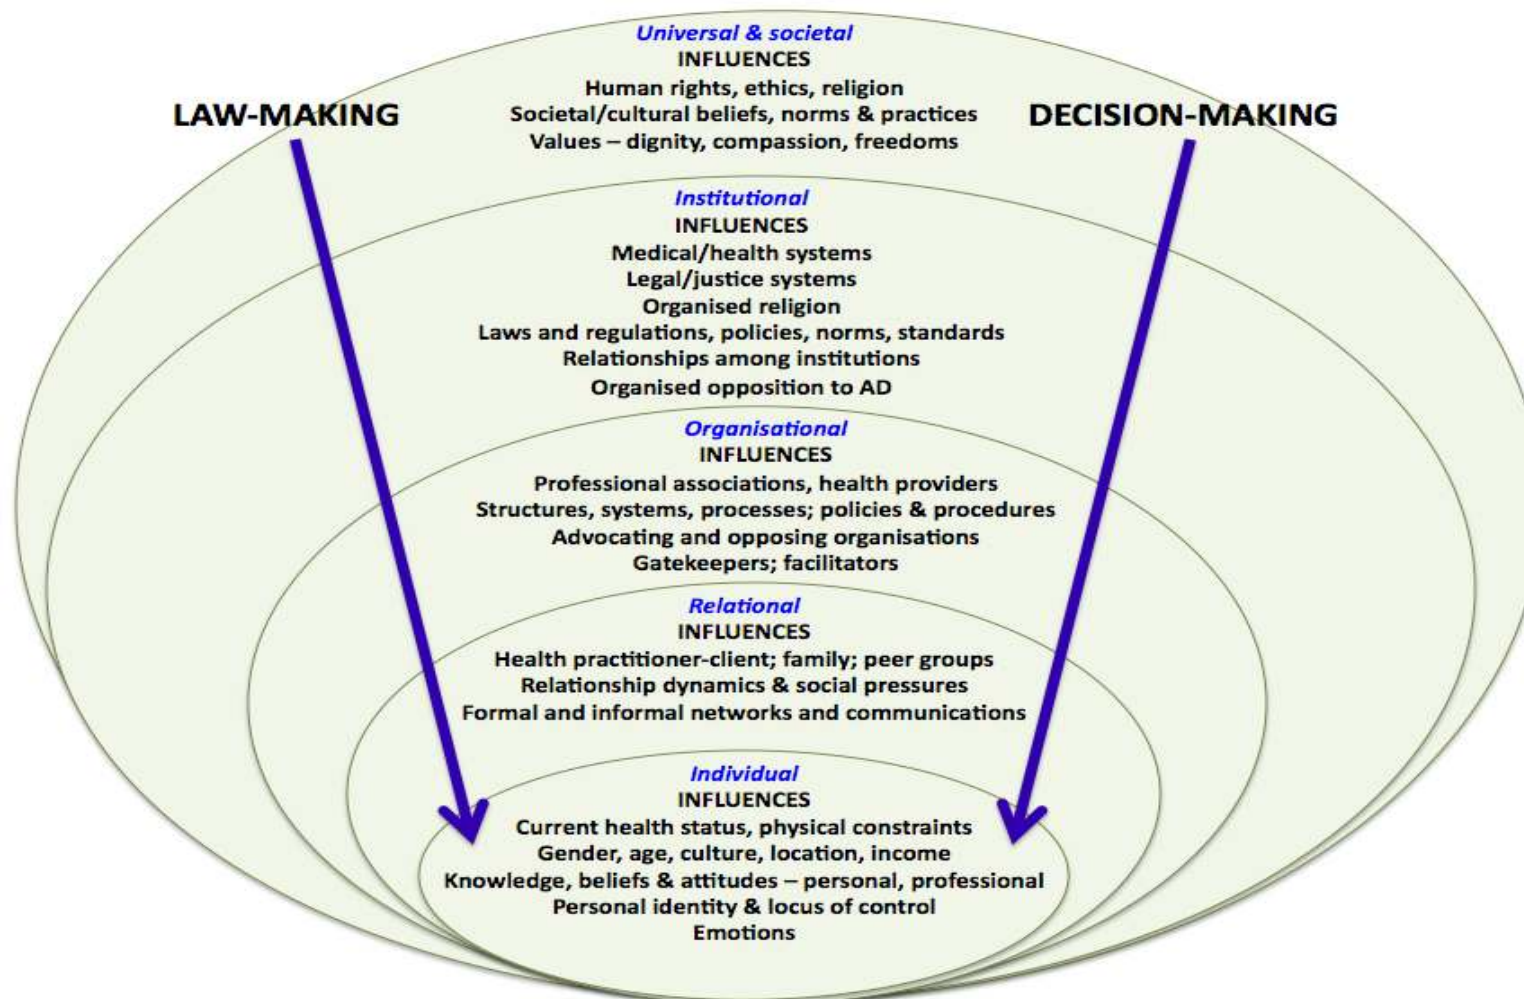 Universal & societal
INFLUENCES
Human rights, ethics, religion
LAW-MAKING
Societal/cultural beliefs, norms & practices
DECISION-MAKING
Values – dignity, compassion, freedoms
Institutional
INFLUENCES
Medical/health systems
Legal/justice systems
Organised religion
Laws and regulations, policies, norms, standards
Relationships among institutions
Organised opposition to AD
Organisational
INFLUENCES
Professional associations, health providers
Structures, systems, processes; policies & procedures
Advocating and opposing organisations
Gatekeepers; facilitators
Relational
INFLUENCES
Health practitioner-client; family; peer groups
Relationship dynamics & social pressures
Formal and informal networks and communications
Individual
INFLUENCES
Current health status, physical constraints
Gender, age, culture, location, income
Knowledge, beliefs & attitudes – personal, professional
Personal identity & locus of control
Emotions